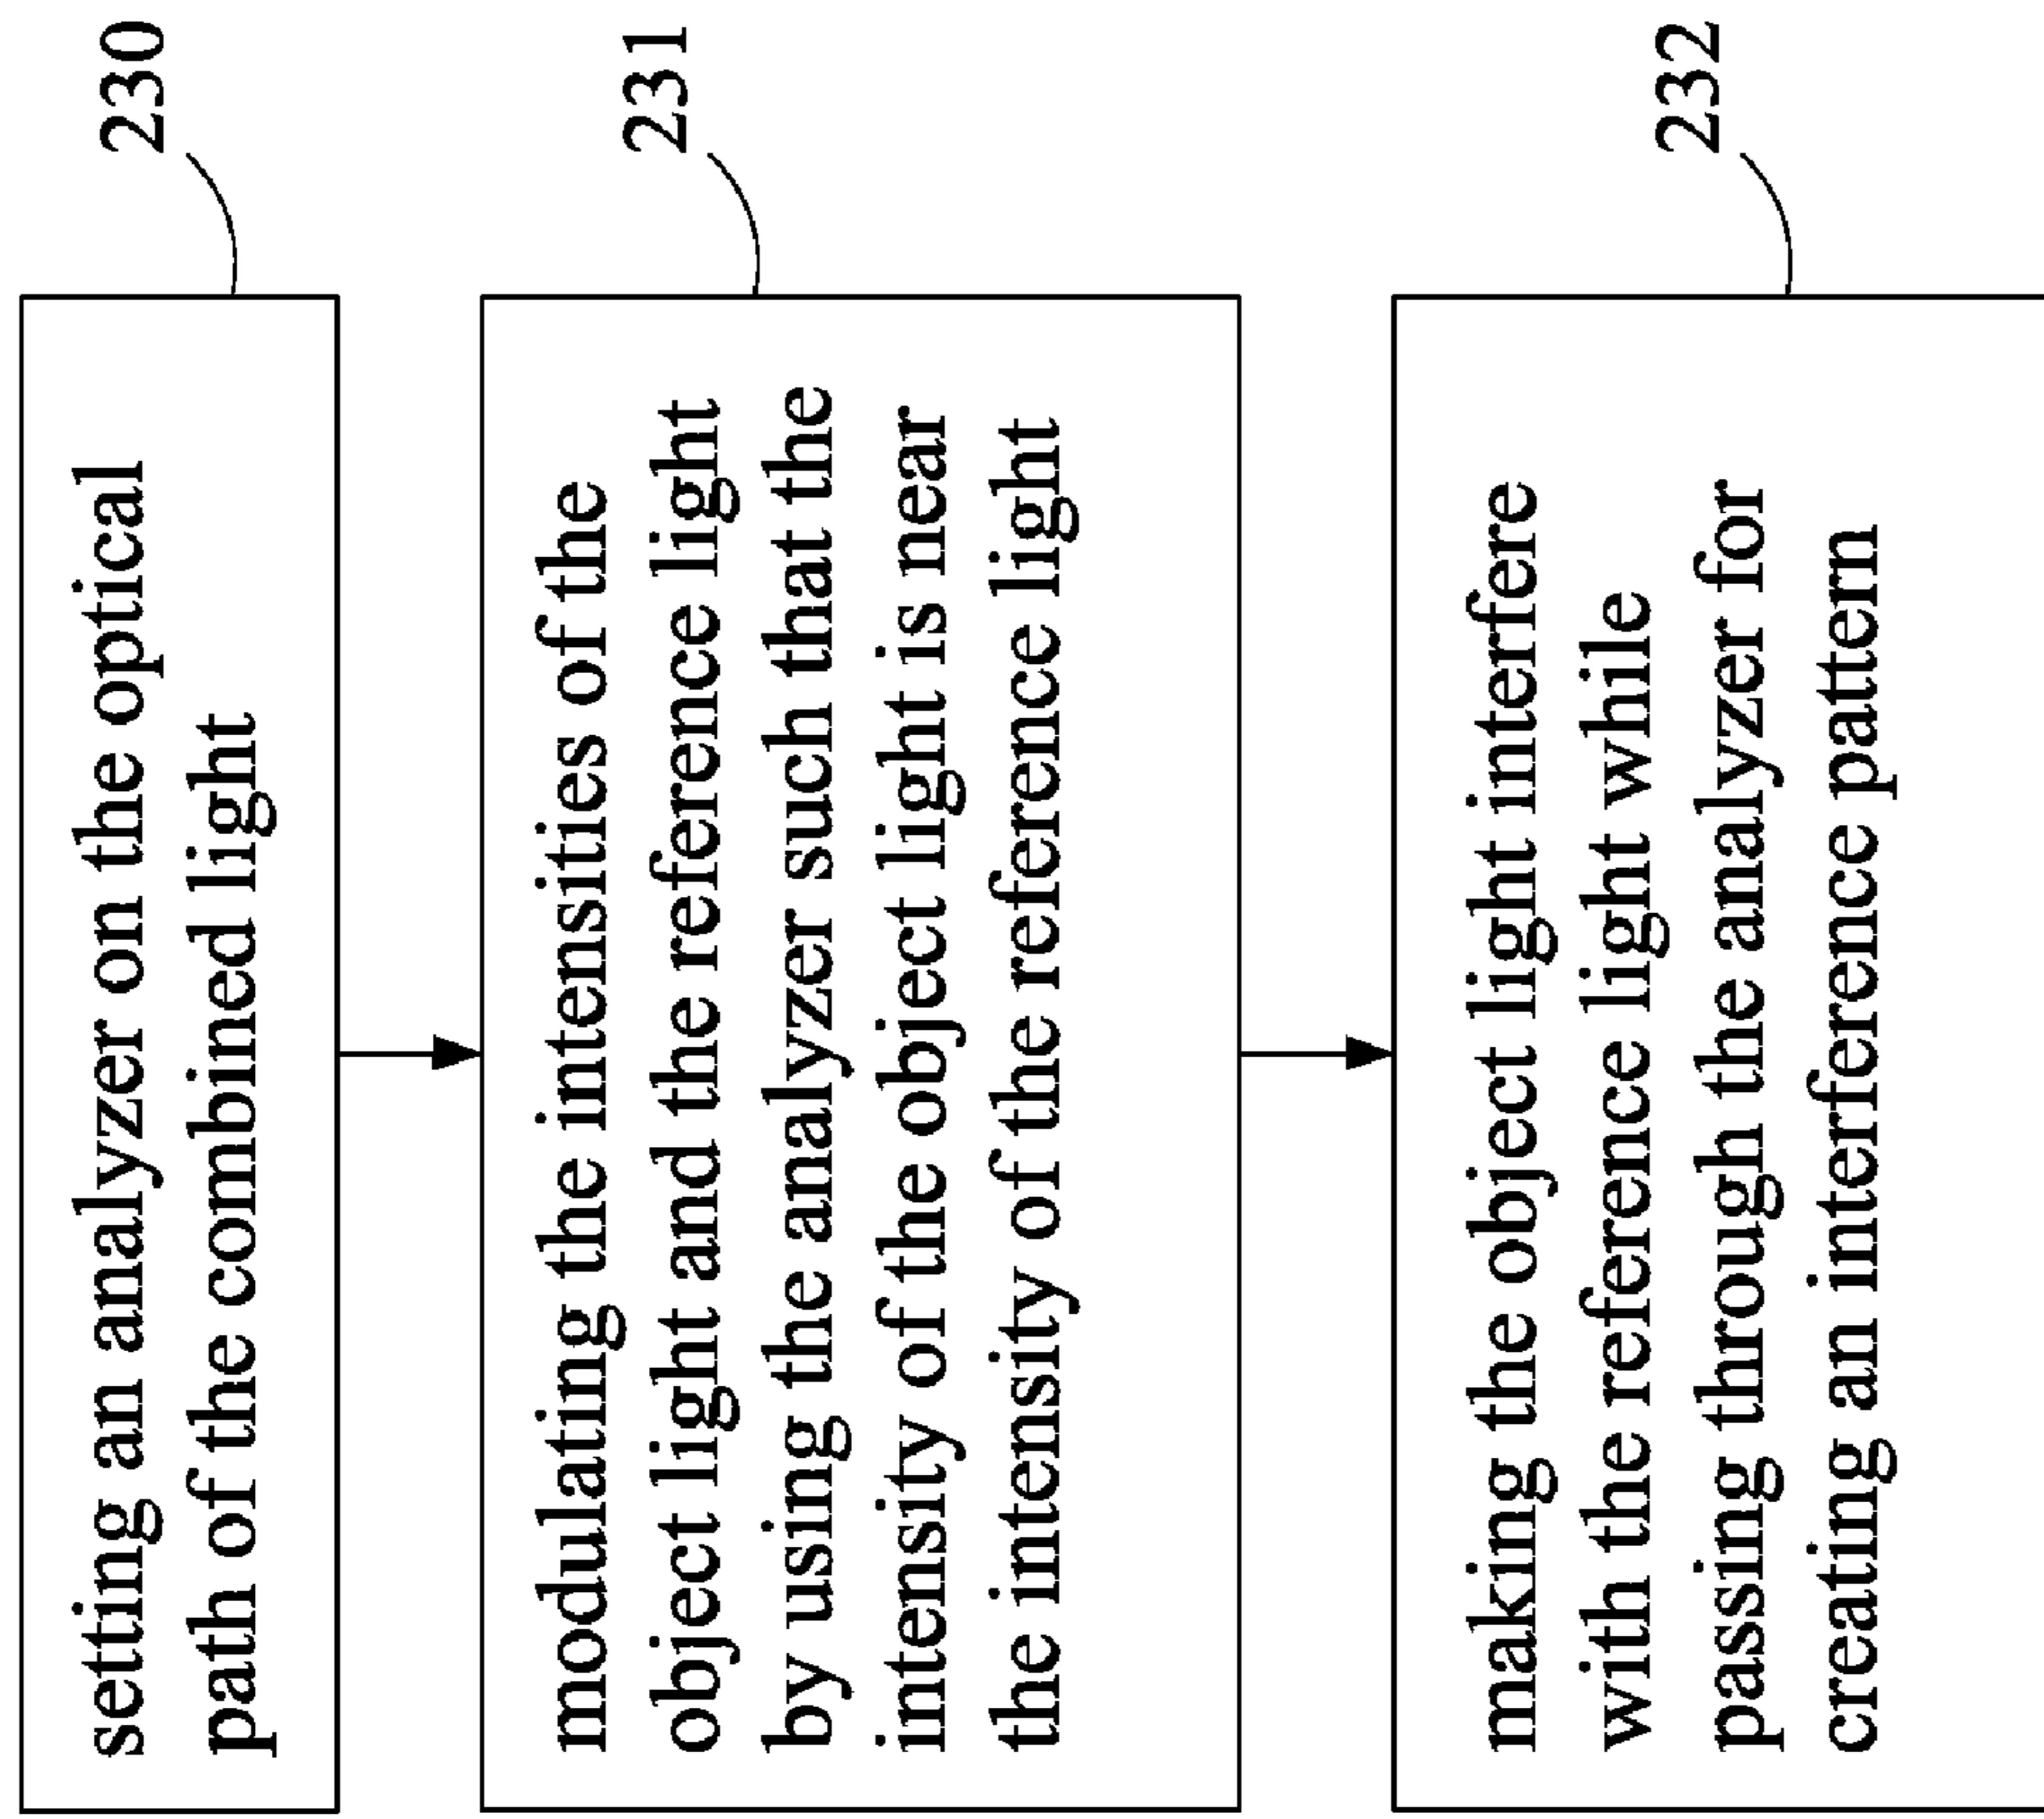 setting an analyzer on the optical
path of the combined light
230
modulating the intensities of the
object light and the reference light
by using the analyzer such that the
intensity of the object light is near
the intensity of the reference light
231
making the object light interfere
with the reference light while
passing through the analyzer for
creating an interference pattern
232